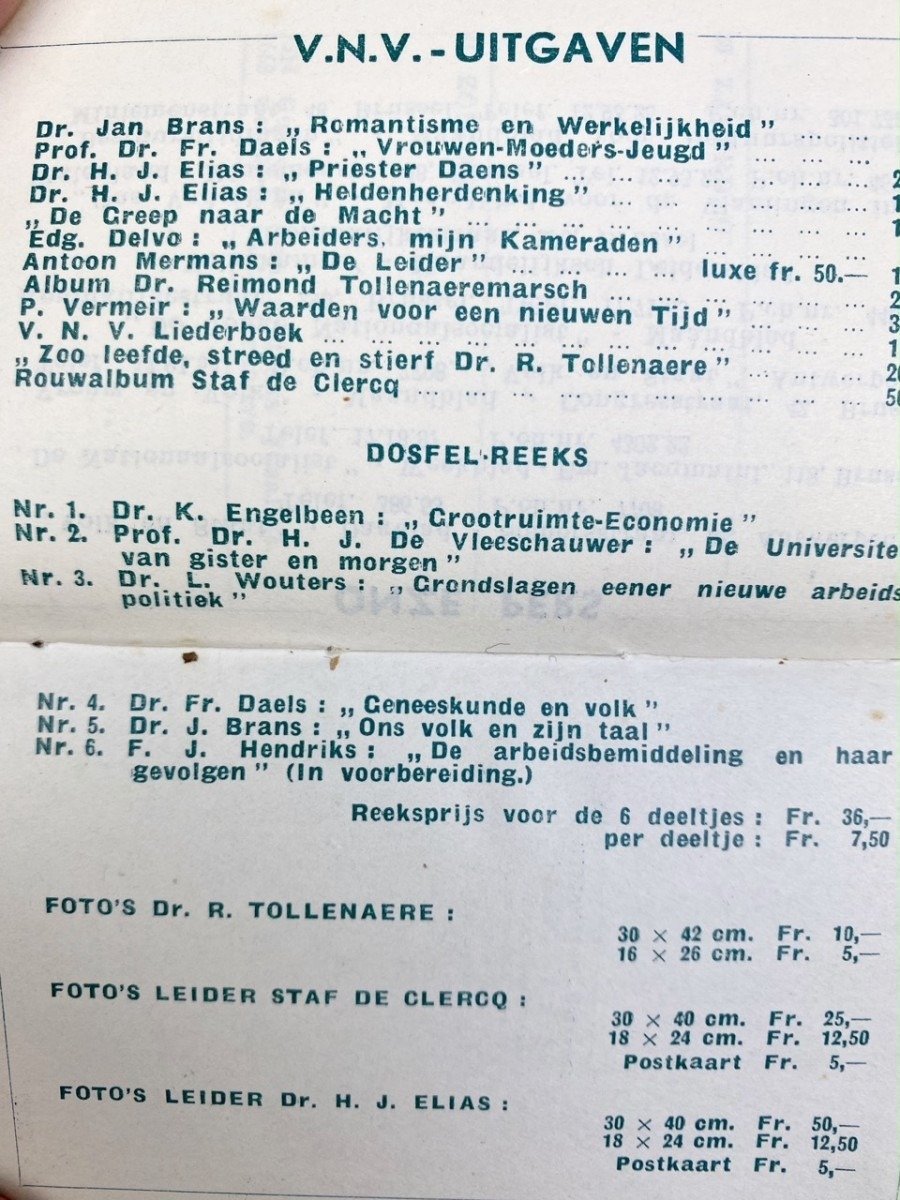 V.N.V.-UITGAVEN
Dr. Jan Brans : „ Romantisme en Werkelijkheid ”
Prof. Dr. Fr. Daels : „ Vrouwen-Moeders-Jeugd ” ... ... ...
Dr. H. J. Elias : „ Priester Daens ” ... ... ... ... ... ... 2
Dr. H. J. Elias : „ Heldenherdenking ” ... ... ... ... ... 1
„ De Greep naar de Macht ” ... ... ... ... ... ... ... ... 1
Edg. Delvo : „ Arbeiders, mijn Kameraden ”
Antoon Mermans : „ De Leider ” ... ... ... luxe fr. 50.— 1
Album Dr. Reimond Tollenaeremarsch ... ... ... ... 2
P. Vermeir : „ Waarden voor een nieuwen Tijd ” ... ... 3
V. N. V. Liederboek ... ... ... ... ... ... ... ... ... ... 1
„ Zoo leefde, streed en stierf Dr. R. Tollenaere ” ... ... 20
Rouwalbum Staf de Clercq 50
DOSFEL-REEKS
Nr. 1. Dr. K. Engelbeen : „ Grootruimte-Economie ”
Nr. 2. Prof. Dr. H. J. De Vleeschauwer : „ De Universite
van gister en morgen ”
Nr. 3. Dr. L. Wouters : „ Grondslagen eener nieuwe arbeids
politiek ”
Nr. 4. Dr. Fr. Daels : „ Geneeskunde en volk ”
Nr. 5. Dr. J. Brans : „ Ons volk en zijn taal ”
Nr. 6. F. J. Hendriks : „ De arbeidsbemiddeling en haar
gevolgen ” (In voorbereiding.)
Reeksprijs voor de 6 deeltjes : Fr. 36,—
per deeltje : Fr. 7,50
FOTO'S Dr. R. TOLLENAERE :
30 × 42 cm. Fr. 10,—
16 × 26 cm. Fr. 5,—
FOTO'S LEIDER STAF DE CLERCQ :
30 × 40 cm. Fr. 25,—
18 × 24 cm. Fr. 12,50
Postkaart Fr. 5,—
FOTO'S LEIDER Dr. H. J. ELIAS :
30 × 40 cm. Fr. 50,—
18 × 24 cm. Fr. 12,50
Postkaart Fr. 5,—